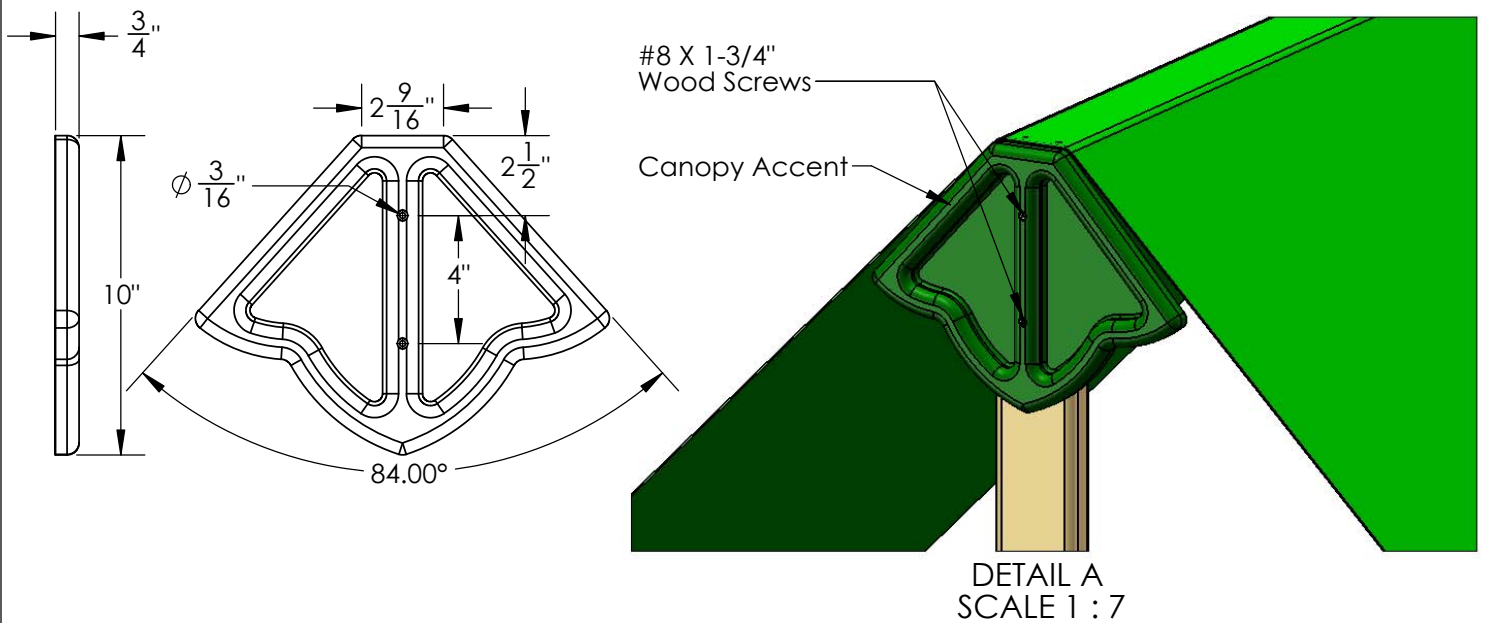 3/4"
2 9/16"
2 1/2"
Ø 3/16"
4"
10"
84.00°
#8 X 1-3/4"
Wood Screws
Canopy Accent
DETAIL A
SCALE 1 : 7